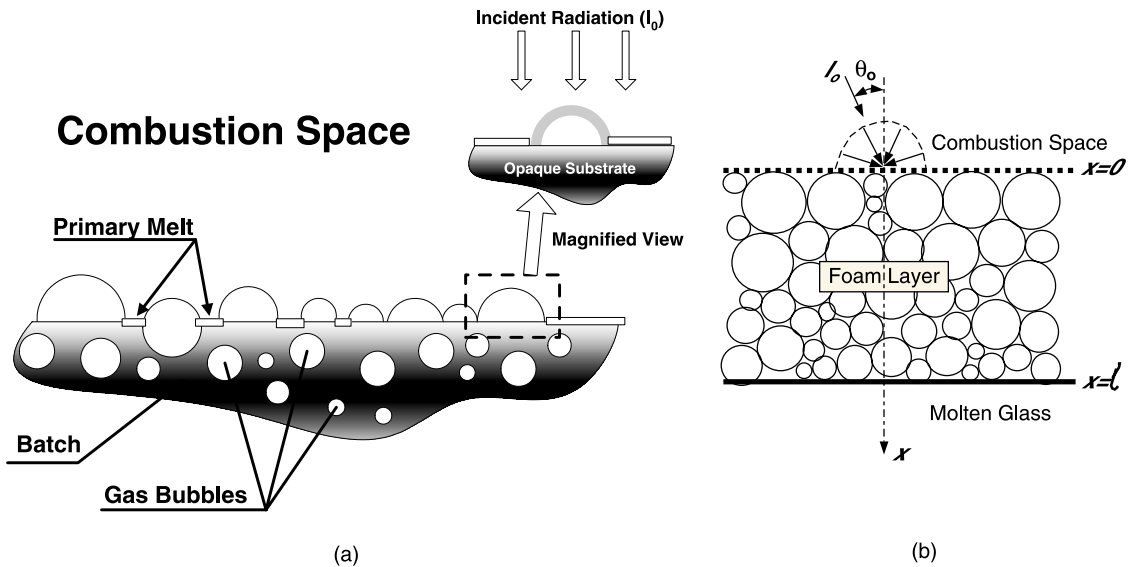 Incident Radiation (I₀)
Combustion Space
Opaque Substrate
Primary Melt
Magnified View
Batch
Gas Bubbles
(a)
I₀
θ₀
Combustion Space
x=0
Foam Layer
x=l
Molten Glass
x
(b)